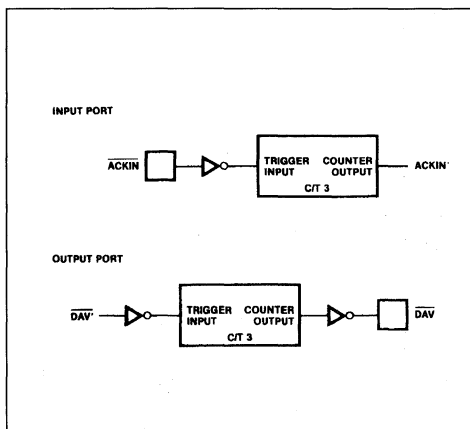 INPUT PORT
ACKIN
TRIGGER INPUT
COUNTER OUTPUT
C/T 3
ACKIN'
OUTPUT PORT
DAV'
TRIGGER INPUT
COUNTER OUTPUT
C/T 3
DAV